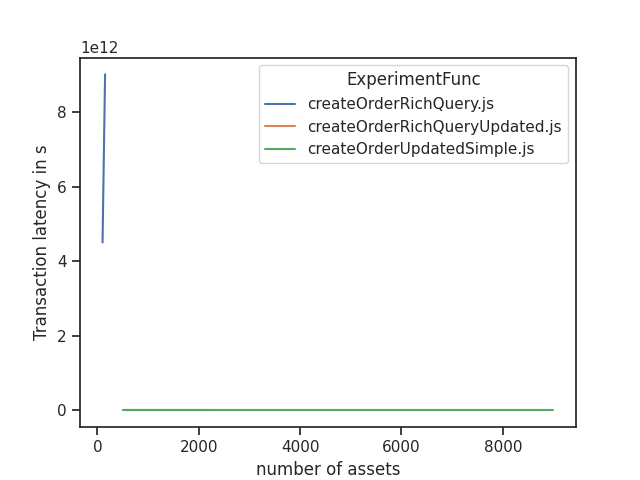 1e12
ExperimentFunc
createOrderRichQuery.js
createOrderRichQueryUpdated.js
createOrderUpdatedSimple.js
Transaction latency in s
8
6
4
2
0
0 2000 4000 6000 8000
number of assets